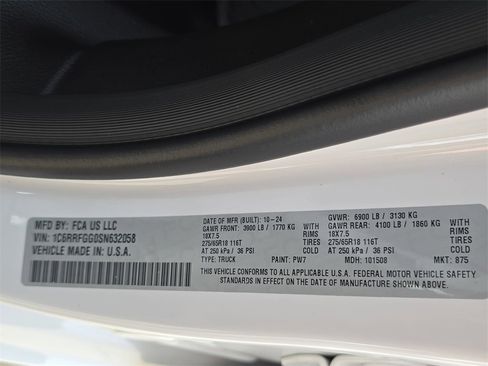 MFD BY: FCA US LLC
VIN: 1C6RRFGG0SN632058
VEHICLE MADE IN U.S.A.
DATE OF MFR (BUILT): 10-24
GAWR FRONT: 3900 LB / 1770 KG WITH
18X7.5 RIMS
275/65R18 116T TIRES
AT 250 kPa / 36 PSI COLD
TYPE: TRUCK PAINT: PW7
GVWR: 6900 LB / 3130 KG
GAWR REAR: 4100 LB / 1860 KG WITH
18X7.5 RIMS
275/65R18 116T TIRES
AT 250 kPa / 36 PSI COLD
MDH: 101508 MKT: 875
THIS VEHICLE CONFORMS TO ALL APPLICABLE U.S.A. FEDERAL MOTOR VEHICLE SAFETY
STANDARDS IN EFFECT ON THE DATE OF MANUFACTURE SHOWN ABOVE